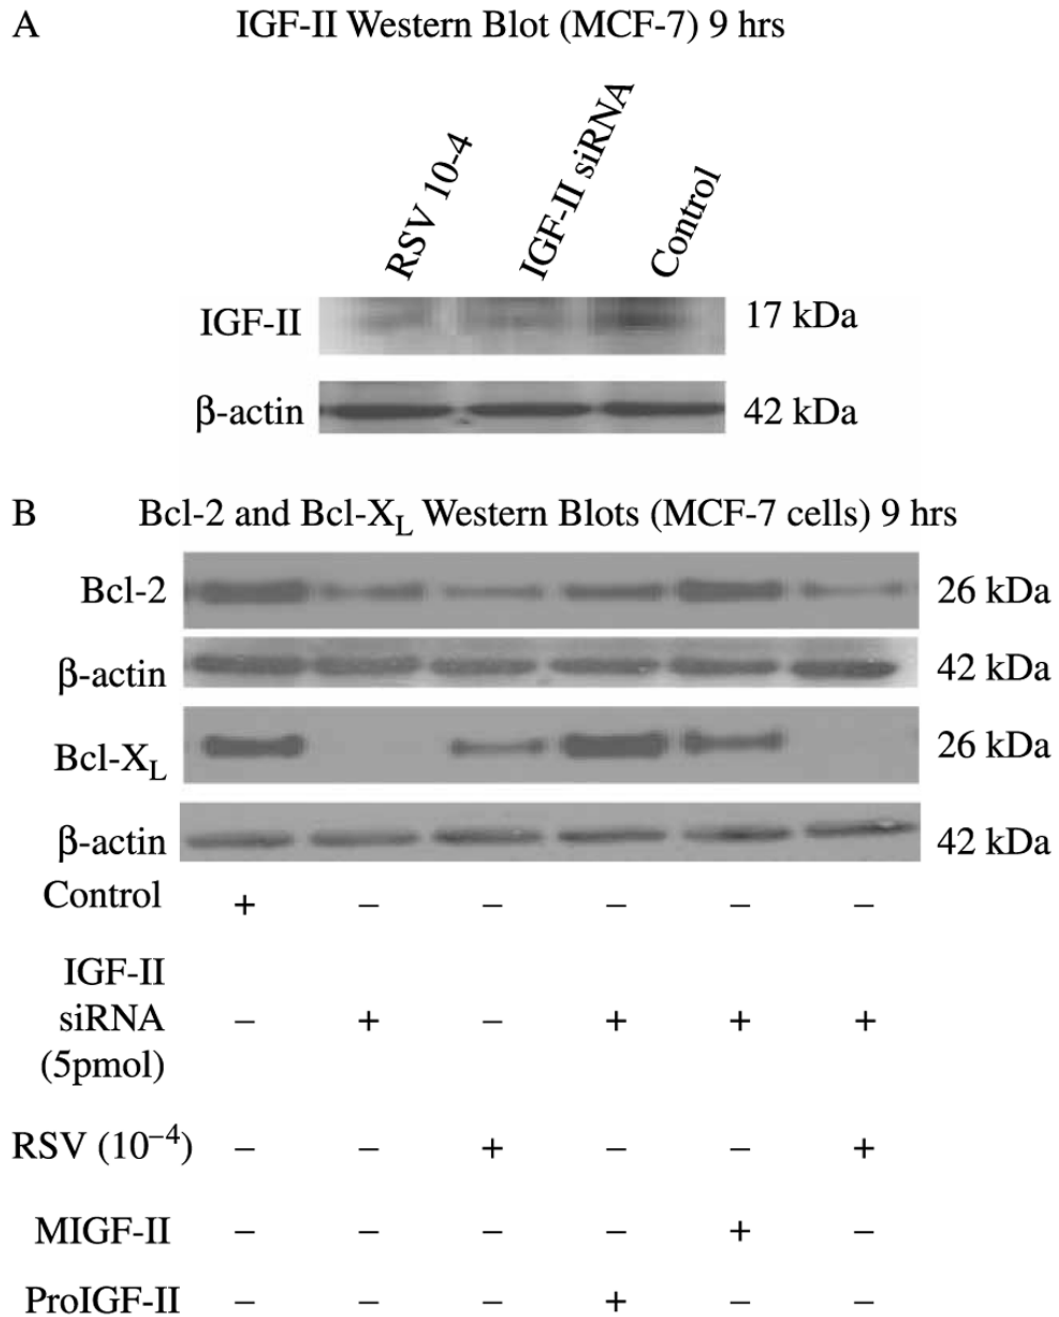 A IGF-II Western Blot (MCF-7) 9 hrs
RSV 10-4 IGF-II siRNA Control
IGF-II 17 kDa
β-actin 42 kDa
B Bcl-2 and Bcl-X_L Western Blots (MCF-7 cells) 9 hrs
Bcl-2 26 kDa
β-actin 42 kDa
Bcl-X_L 26 kDa
β-actin 42 kDa
Control + – – – – –
IGF-II
siRNA – + – + + +
(5pmol)
RSV (10⁻⁴) – – + – – +
MIGF-II – – – – + –
ProIGF-II – – – + – –